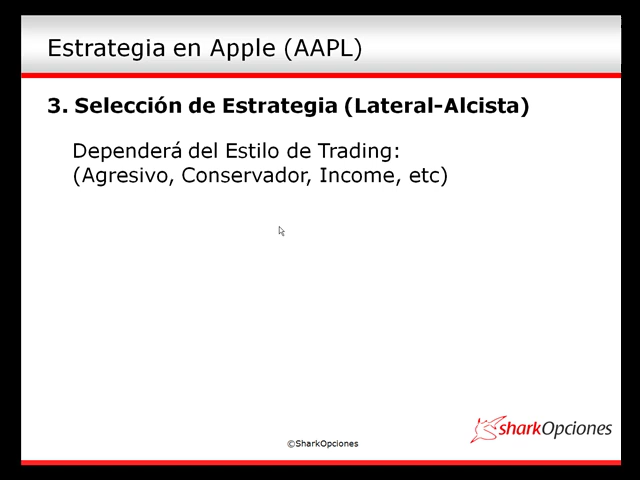 Estrategia en Apple (AAPL)
3. Selección de Estrategia (Lateral-Alcista)
Dependerá del Estilo de Trading:
(Agresivo, Conservador, Income, etc)
sharkOpciones
©SharkOpciones